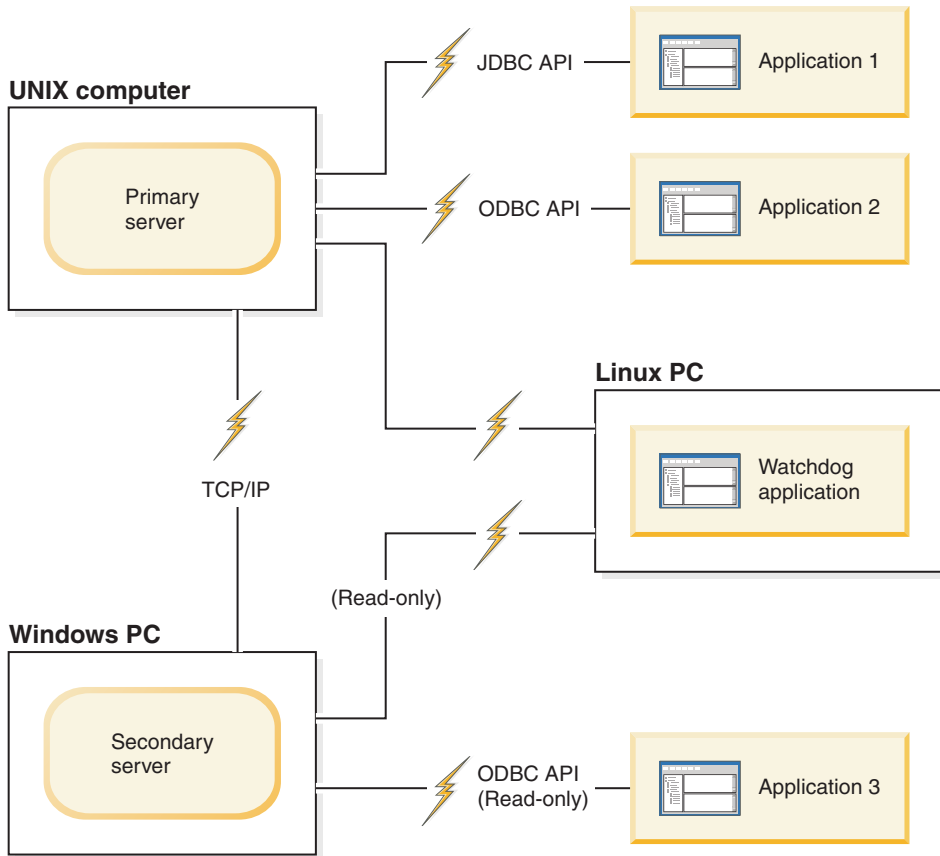 JDBC API
Application 1
UNIX computer
Primary
server
ODBC API
Application 2
Linux PC
Watchdog
application
TCP/IP
(Read-only)
Windows PC
Secondary
server
ODBC API
(Read-only)
Application 3